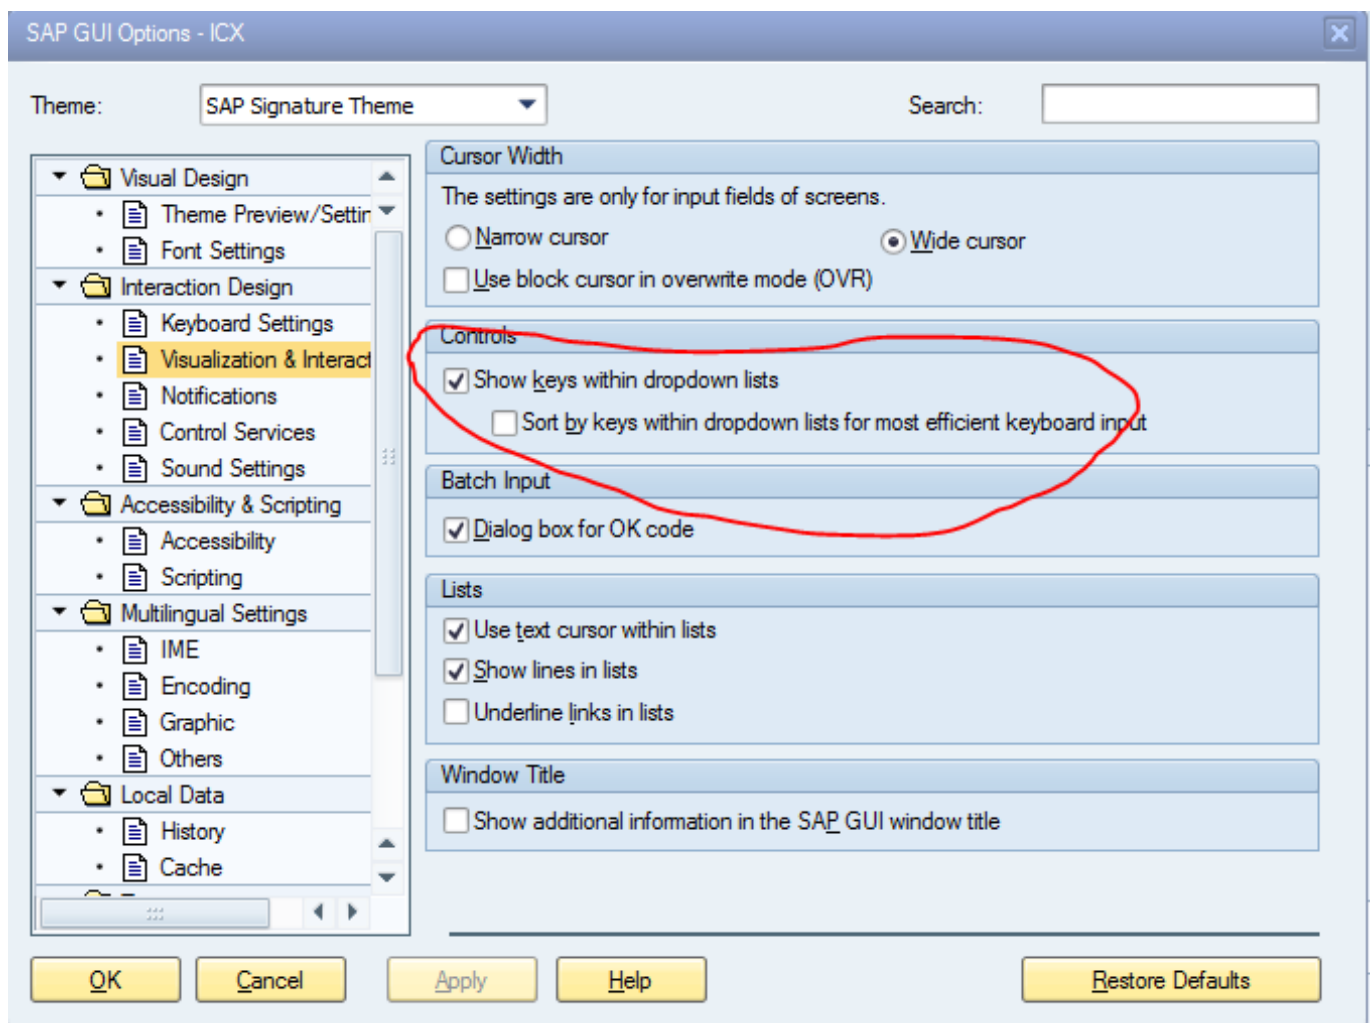 SAP GUI Options - ICX
Theme: SAP Signature Theme Search:
Visual Design
Theme Preview/Settin
Font Settings
Interaction Design
Keyboard Settings
Visualization & Interact
Notifications
Control Services
Sound Settings
Accessibility & Scripting
Accessibility
Scripting
Multilingual Settings
IME
Encoding
Graphic
Others
Local Data
History
Cache
Cursor Width
The settings are only for input fields of screens.
Narrow cursor Wide cursor
Use block cursor in overwrite mode (OVR)
Controls
Show keys within dropdown lists
Sort by keys within dropdown lists for most efficient keyboard input
Batch Input
Dialog box for OK code
Lists
Use text cursor within lists
Show lines in lists
Underline links in lists
Window Title
Show additional information in the SAP GUI window title
OK Cancel Apply Help Restore Defaults